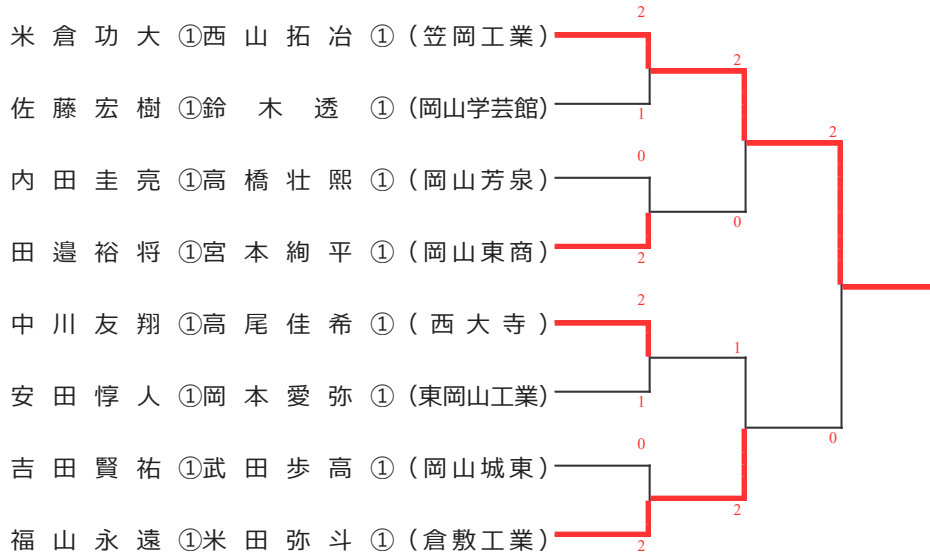 2
米倉功大 ①西山拓冶 ① (笠岡工業)
2
佐藤宏樹 ①鈴木透 ① (岡山学芸館)
1
2
0
内田圭亮 ①高橋壮熙 ① (岡山芳泉)
0
田邉裕将 ①宮本絢平 ① (岡山東商)
2
2
中川友翔 ①高尾佳希 ① (西大寺)
1
安田惇人 ①岡本愛弥 ① (東岡山工業)
1
0
0
吉田賢祐 ①武田歩高 ① (岡山城東)
2
福山永遠 ①米田弥斗 ① (倉敷工業)
2